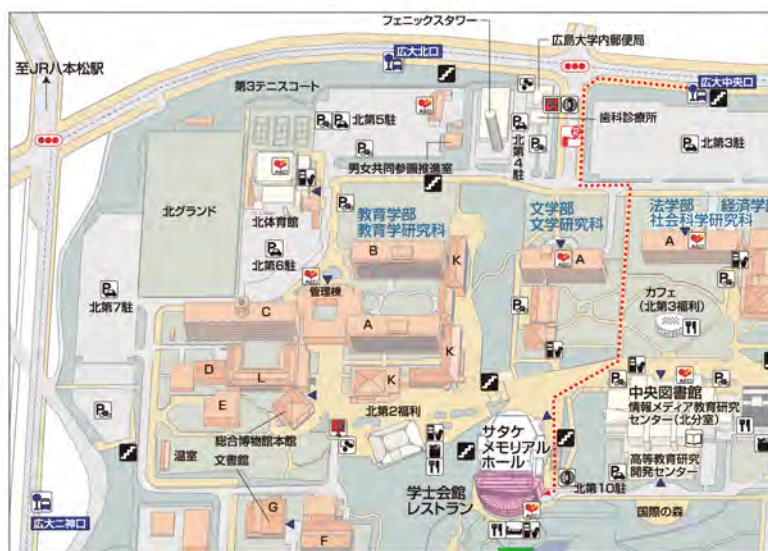 フェニックスタワー
広島大学内郵便局
至JR八本松駅
広大北口
広大中央口
第3テニスコート
北第5駐
歯科診療所
北第4駐
北第3駐
男女共同参画推進室
北グランド
北体育館
教育学部
教育学研究科
文学部
文学研究科
法学部 経済学部
社会科学研究科
B
K
A
A
北第6駐
管理棟
北第7駐
カフェ
(北第3福利)
C
A
K
D
L
K
E
北第2福利
中央図書館
情報メディア教育研究
センター(北分室)
サタケ
メモリアル
ホール
総合博物館本館
温室
文書館
高等教育研究
開発センター
学士会館
レストラン
北第10駐
国際の森
広大二神口
G
F
AED
AED
AED
AED
AED
AED
AED